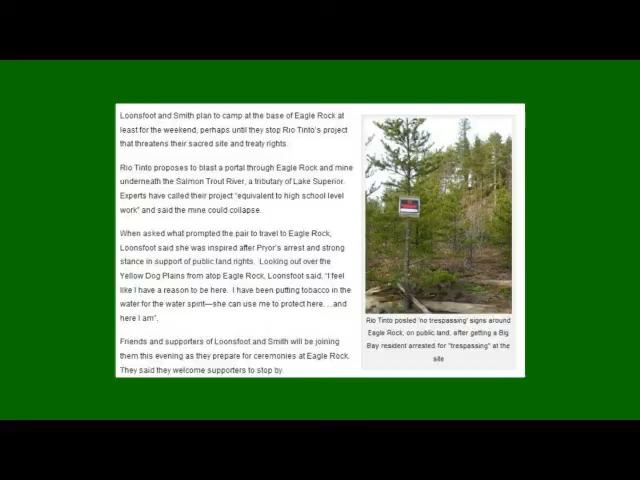 Loonsfoot and Smith plan to camp at the base of Eagle Rock at
least for the weekend, perhaps until they stop Rio Tinto's project
that threatens their sacred site and treaty rights.
Rio Tinto proposes to blast a portal through Eagle Rock and mine
underneath the Salmon Trout River, a tributary of Lake Superior.
Experts have called their project "equivalent to high school level
work" and said the mine could collapse.
When asked what prompted the pair to travel to Eagle Rock,
Loonsfoot said she was inspired after Pryor's arrest and strong
stance in support of public land rights. Looking out over the
Yellow Dog Plains from atop Eagle Rock, Loonsfoot said, "I feel
like I have a reason to be here. I have been putting tobacco in the
water for the water spirit—she can use me to protect here. . .and
here I am".
Friends and supporters of Loonsfoot and Smith will be joining
them this evening as they prepare for ceremonies at Eagle Rock.
They said they welcome supporters to stop by.
Rio Tinto posted 'no trespassing' signs around
Eagle Rock, on public land, after getting a Big
Bay resident arrested for "trespassing" at the
site